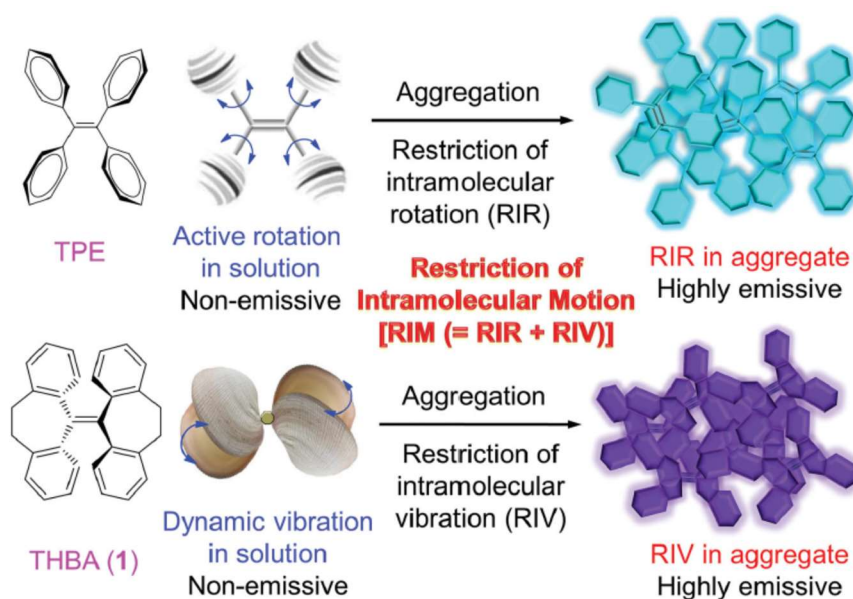 TPE
Active rotation
in solution
Non-emissive
Aggregation
Restriction of
intramolecular
rotation (RIR)
RIR in aggregate
Highly emissive
Restriction of
Intramolecular Motion
[RIM (= RIR + RIV)]
THBA (1)
Dynamic vibration
in solution
Non-emissive
Aggregation
Restriction of
intramolecular
vibration (RIV)
RIV in aggregate
Highly emissive